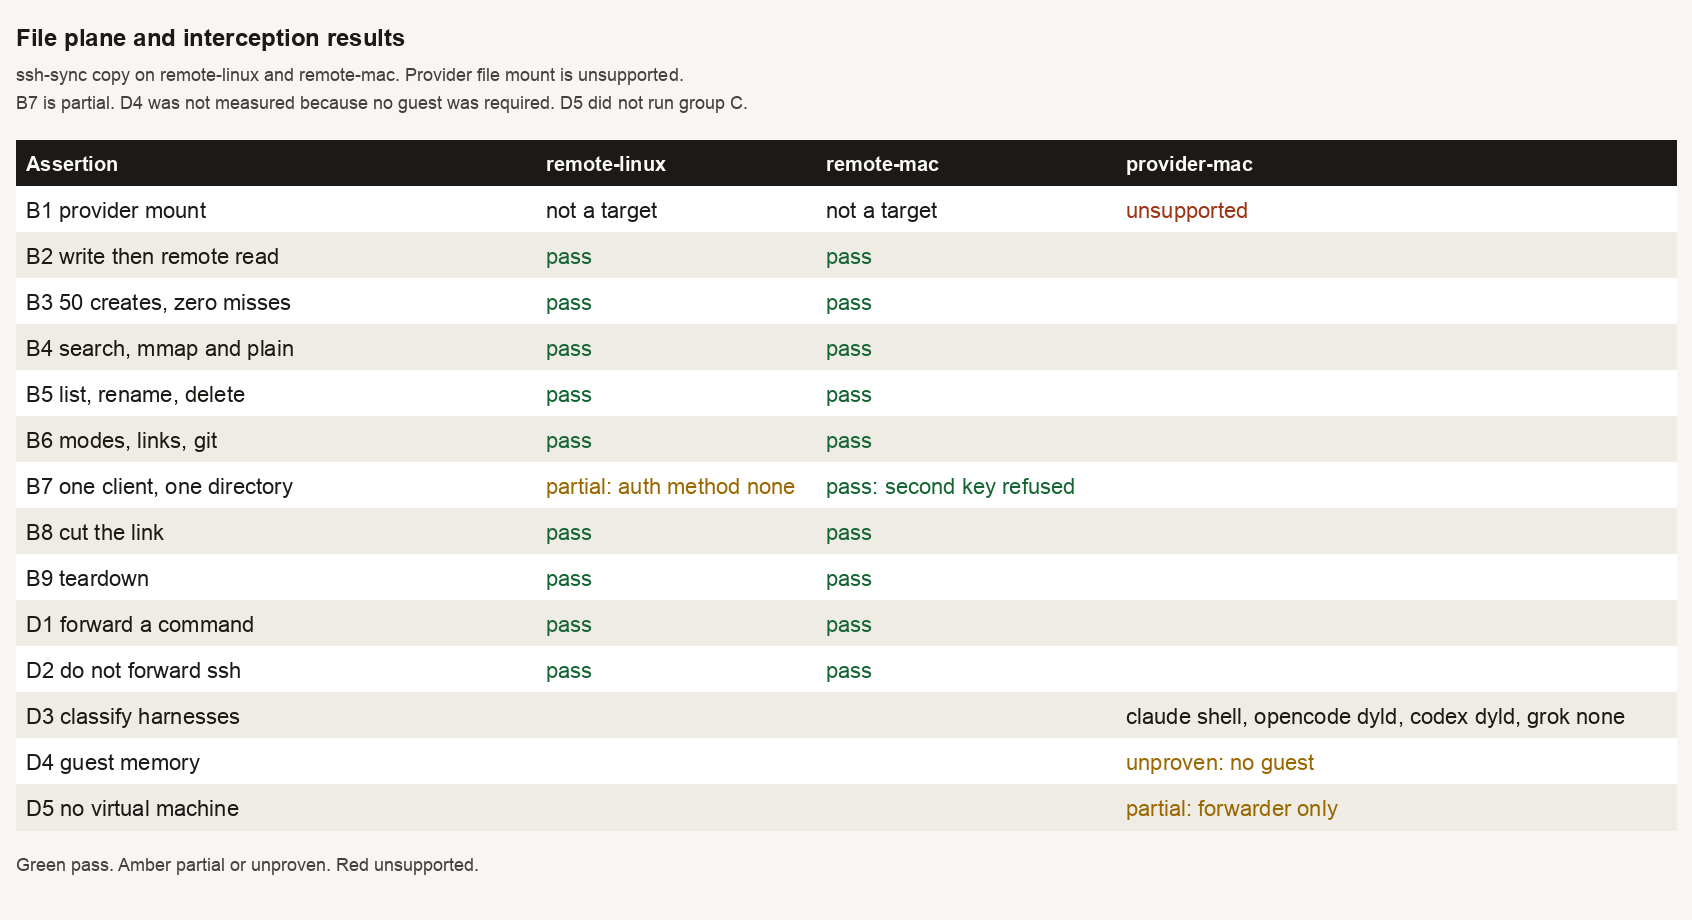 File plane and interception results
ssh-sync copy on remote-linux and remote-mac. Provider file mount is unsupported.
B7 is partial. D4 was not measured because no guest was required. D5 did not run group C.
Assertion remote-linux remote-mac provider-mac
B1 provider mount not a target not a target unsupported
B2 write then remote read pass pass
B3 50 creates, zero misses pass pass
B4 search, mmap and plain pass pass
B5 list, rename, delete pass pass
B6 modes, links, git pass pass
B7 one client, one directory partial: auth method none pass: second key refused
B8 cut the link pass pass
B9 teardown pass pass
D1 forward a command pass pass
D2 do not forward ssh pass pass
D3 classify harnesses claude shell, opencode dyld, codex dyld, grok none
D4 guest memory unproven: no guest
D5 no virtual machine partial: forwarder only
Green pass. Amber partial or unproven. Red unsupported.